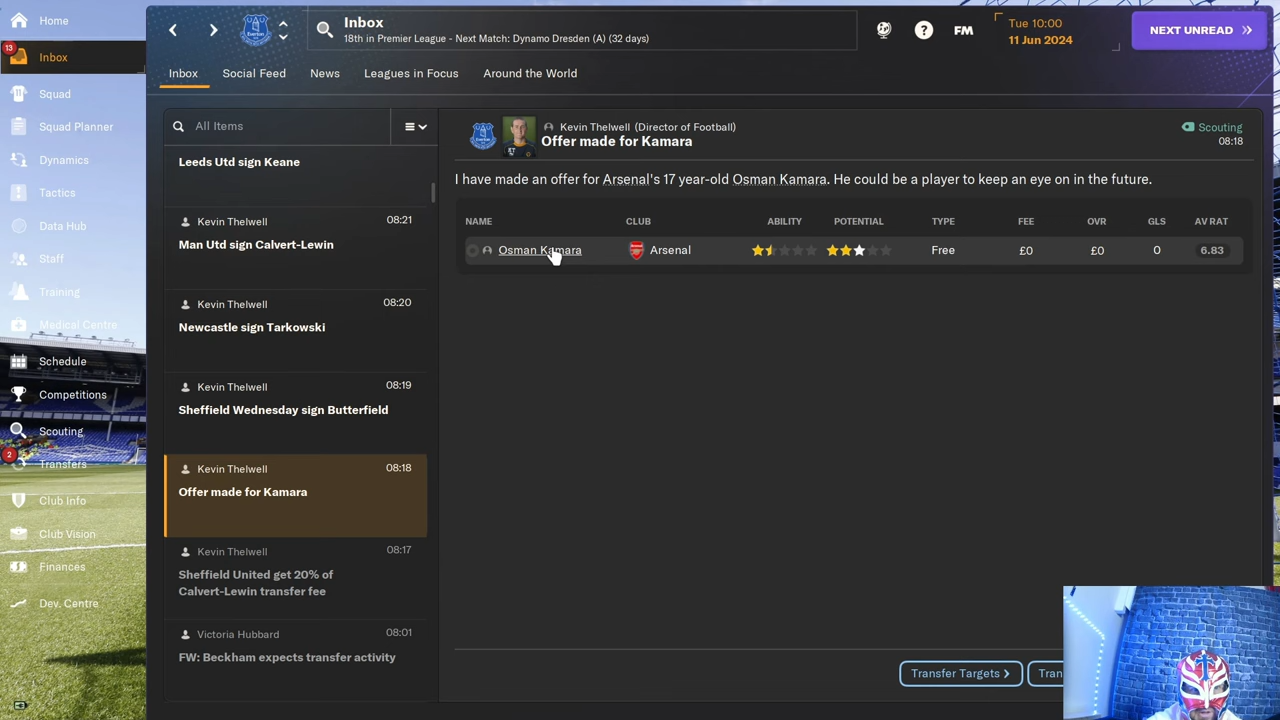 Home
13
Inbox
Squad
Squad Planner
Dynamics
Tactics
Data Hub
Staff
Training
Medical Centre
Schedule
Competitions
Scouting
2
Transfers
Club Info
Club Vision
Finances
Dev. Centre
Everton
Inbox
18th in Premier League - Next Match: Dynamo Dresden (A) (32 days)
?
FM
Tue 10:00
11 Jun 2024
NEXT UNREAD
Inbox
Social Feed
News
Leagues in Focus
Around the World
All Items
Leeds Utd sign Keane
Kevin Thelwell 08:21
Man Utd sign Calvert-Lewin
Kevin Thelwell 08:20
Newcastle sign Tarkowski
Kevin Thelwell 08:19
Sheffield Wednesday sign Butterfield
Kevin Thelwell 08:18
Offer made for Kamara
Kevin Thelwell 08:17
Sheffield United get 20% of
Calvert-Lewin transfer fee
Victoria Hubbard 08:01
FW: Beckham expects transfer activity
Kevin Thelwell (Director of Football)
Offer made for Kamara
Scouting
08:18
I have made an offer for Arsenal's 17 year-old Osman Kamara. He could be a player to keep an eye on in the future.
NAME CLUB ABILITY POTENTIAL TYPE FEE OVR GLS AV RAT
Osman Kamara Arsenal Free £0 £0 0 6.83
Transfer Targets
Tran